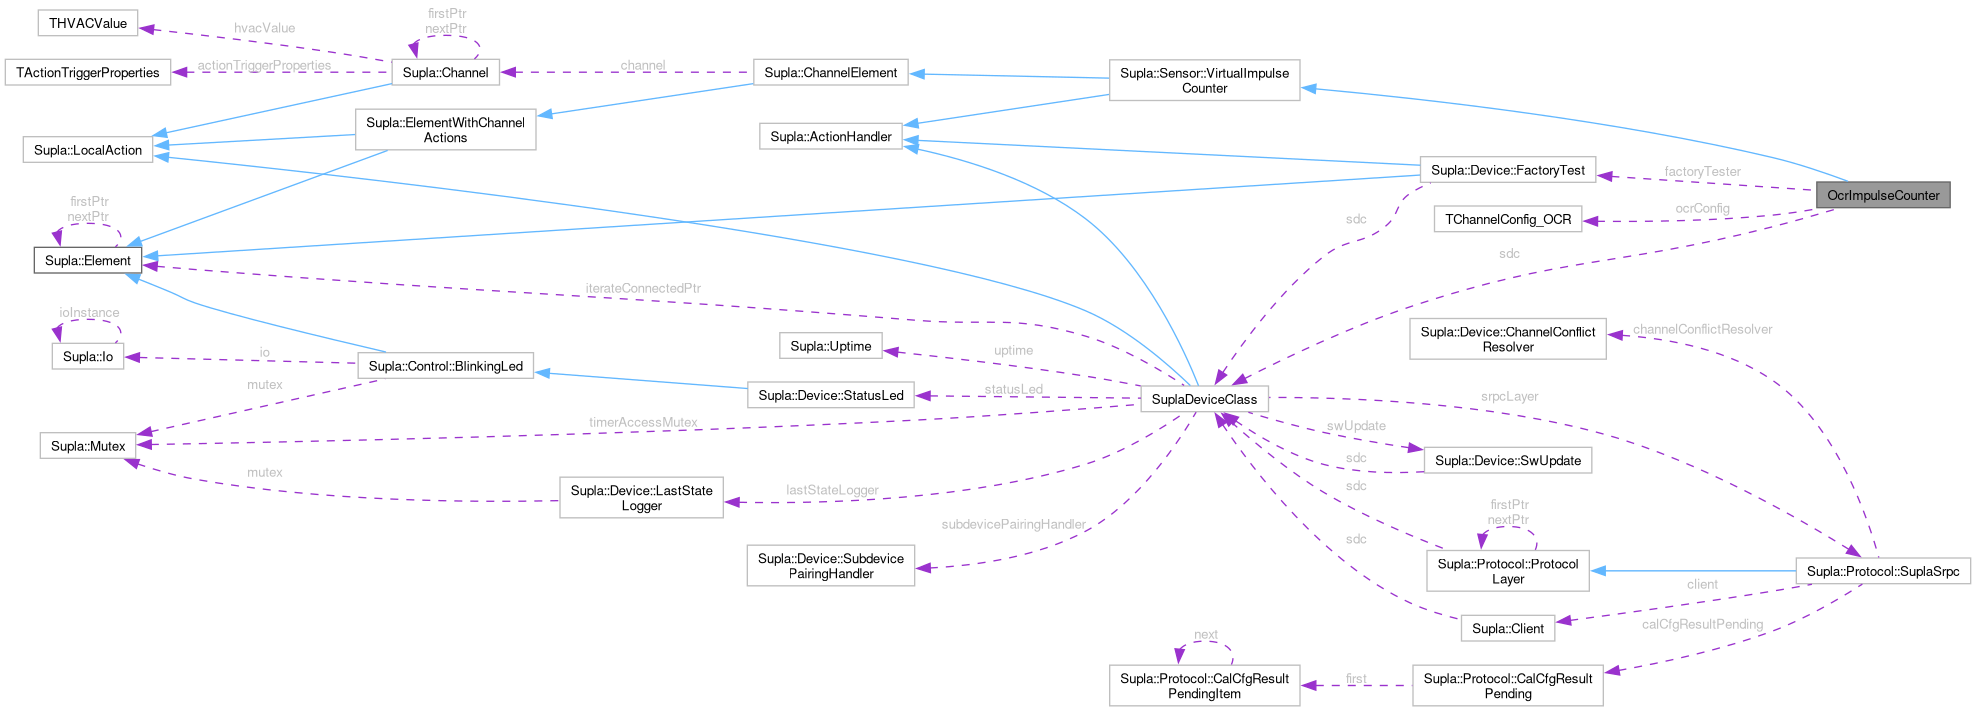 THVACValue
hvacValue
firstPtr
nextPtr
TActionTriggerProperties
actionTriggerProperties
Supla::Channel
channel
Supla::ChannelElement
Supla::Sensor::VirtualImpulse
Counter
Supla::ElementWithChannel
Actions
Supla::LocalAction
Supla::ActionHandler
Supla::Device::FactoryTest
factoryTester
OcrImpulseCounter
TChannelConfig_OCR
ocrConfig
sdc
sdc
firstPtr
nextPtr
Supla::Element
iterateConnectedPtr
ioInstance
Supla::Io
io
Supla::Control::BlinkingLed
Supla::Uptime
uptime
Supla::Device::ChannelConflict
Resolver
channelConflictResolver
mutex
Supla::Device::StatusLed
statusLed
SuplaDeviceClass
srpcLayer
Supla::Mutex
timerAccessMutex
swUpdate
Supla::Device::SwUpdate
sdc
mutex
Supla::Device::LastState
Logger
lastStateLogger
sdc
firstPtr
nextPtr
subdevicePairingHandler
sdc
Supla::Device::Subdevice
PairingHandler
Supla::Protocol::Protocol
Layer
Supla::Protocol::SuplaSrpc
client
Supla::Client
calCfgResultPending
next
Supla::Protocol::CalCfgResult
PendingItem
first
Supla::Protocol::CalCfgResult
Pending